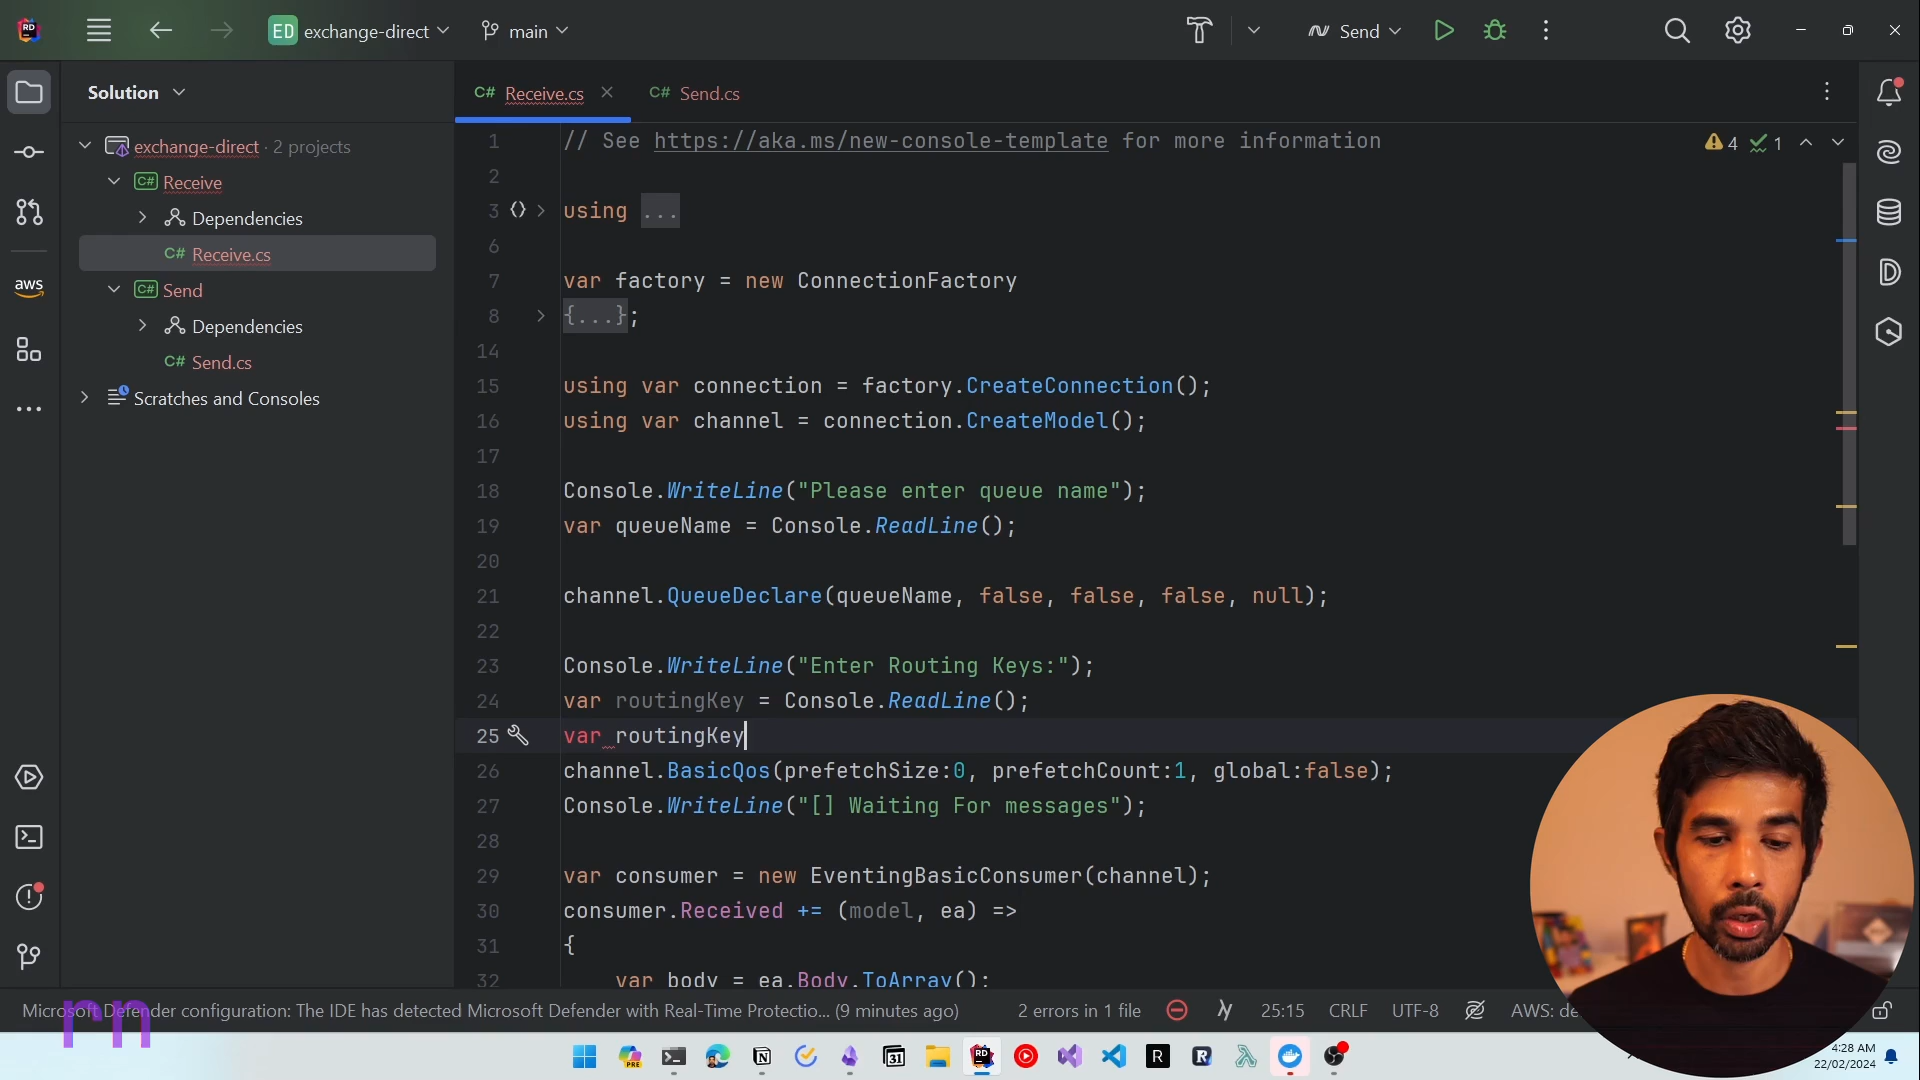 RD
ED exchange-direct
main
Send
Solution
C# Receive.cs
C# Send.cs
exchange-direct · 2 projects
C# Receive
Dependencies
C# Receive.cs
C# Send
Dependencies
C# Send.cs
Scratches and Consoles
aws
4 1
1 // See https://aka.ms/new-console-template for more information
2
3 using ...
6
7 var factory = new ConnectionFactory
8 {...};
14
15 using var connection = factory.CreateConnection();
16 using var channel = connection.CreateModel();
17
18 Console.WriteLine("Please enter queue name");
19 var queueName = Console.ReadLine();
20
21 channel.QueueDeclare(queueName, false, false, false, null);
22
23 Console.WriteLine("Enter Routing Keys:");
24 var routingKey = Console.ReadLine();
25 var routingKey
26 channel.BasicQos(prefetchSize:0, prefetchCount:1, global:false);
27 Console.WriteLine("[] Waiting For messages");
28
29 var consumer = new EventingBasicConsumer(channel);
30 consumer.Received += (model, ea) =>
31 {
32 var body = ea.Body.ToArray();
Microsoft Defender configuration: The IDE has detected Microsoft Defender with Real-Time Protectio... (9 minutes ago)
2 errors in 1 file
25:15
CRLF
UTF-8
AWS: de
rn
4:28 AM
22/02/2024